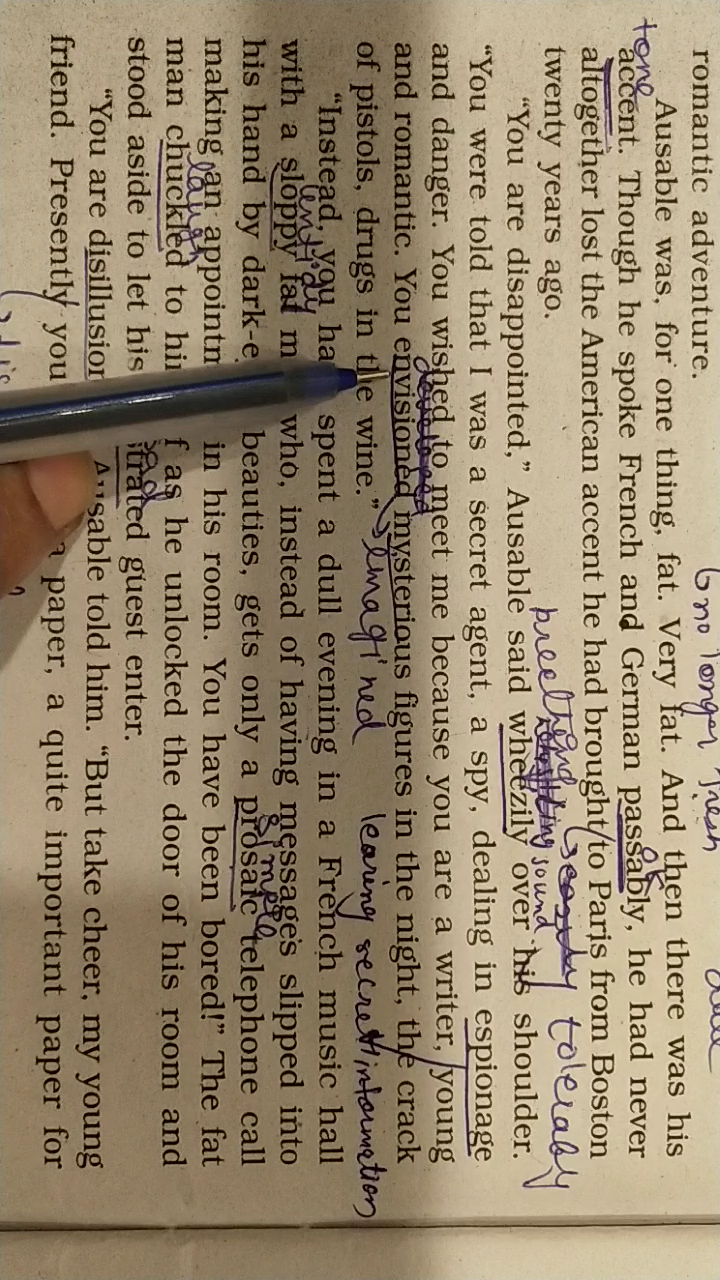 no longer fresh
romantic adventure.
tone
Ausable was, for one thing, fat. Very fat. And then there was his
accent. Though he spoke French and German passably, he had never
altogether lost the American accent he had brought to Paris from Boston
tolerably
twenty years ago.
sound
"You are disappointed," Ausable said wheezily over his shoulder.
"You were told that I was a secret agent, a spy, dealing in espionage
and danger. You wished to meet me because you are a writer, young
and romantic. You envisioned mysterious figures in the night, the crack
of pistols, drugs in the wine."
imagined
secret information
"Instead, you ha spent a dull evening in a French music hall
with a sloppy fat m who, instead of having messages slipped into
his hand by dark-e beauties, gets only a prosaic telephone call
simple
making an appointm in his room. You have been bored!" The fat
laugh
man chuckled to hi f as he unlocked the door of his room and
stood aside to let his trated guest enter.
sad
"You are disillusion Ausable told him. "But take cheer, my young
friend. Presently you a paper, a quite important paper for